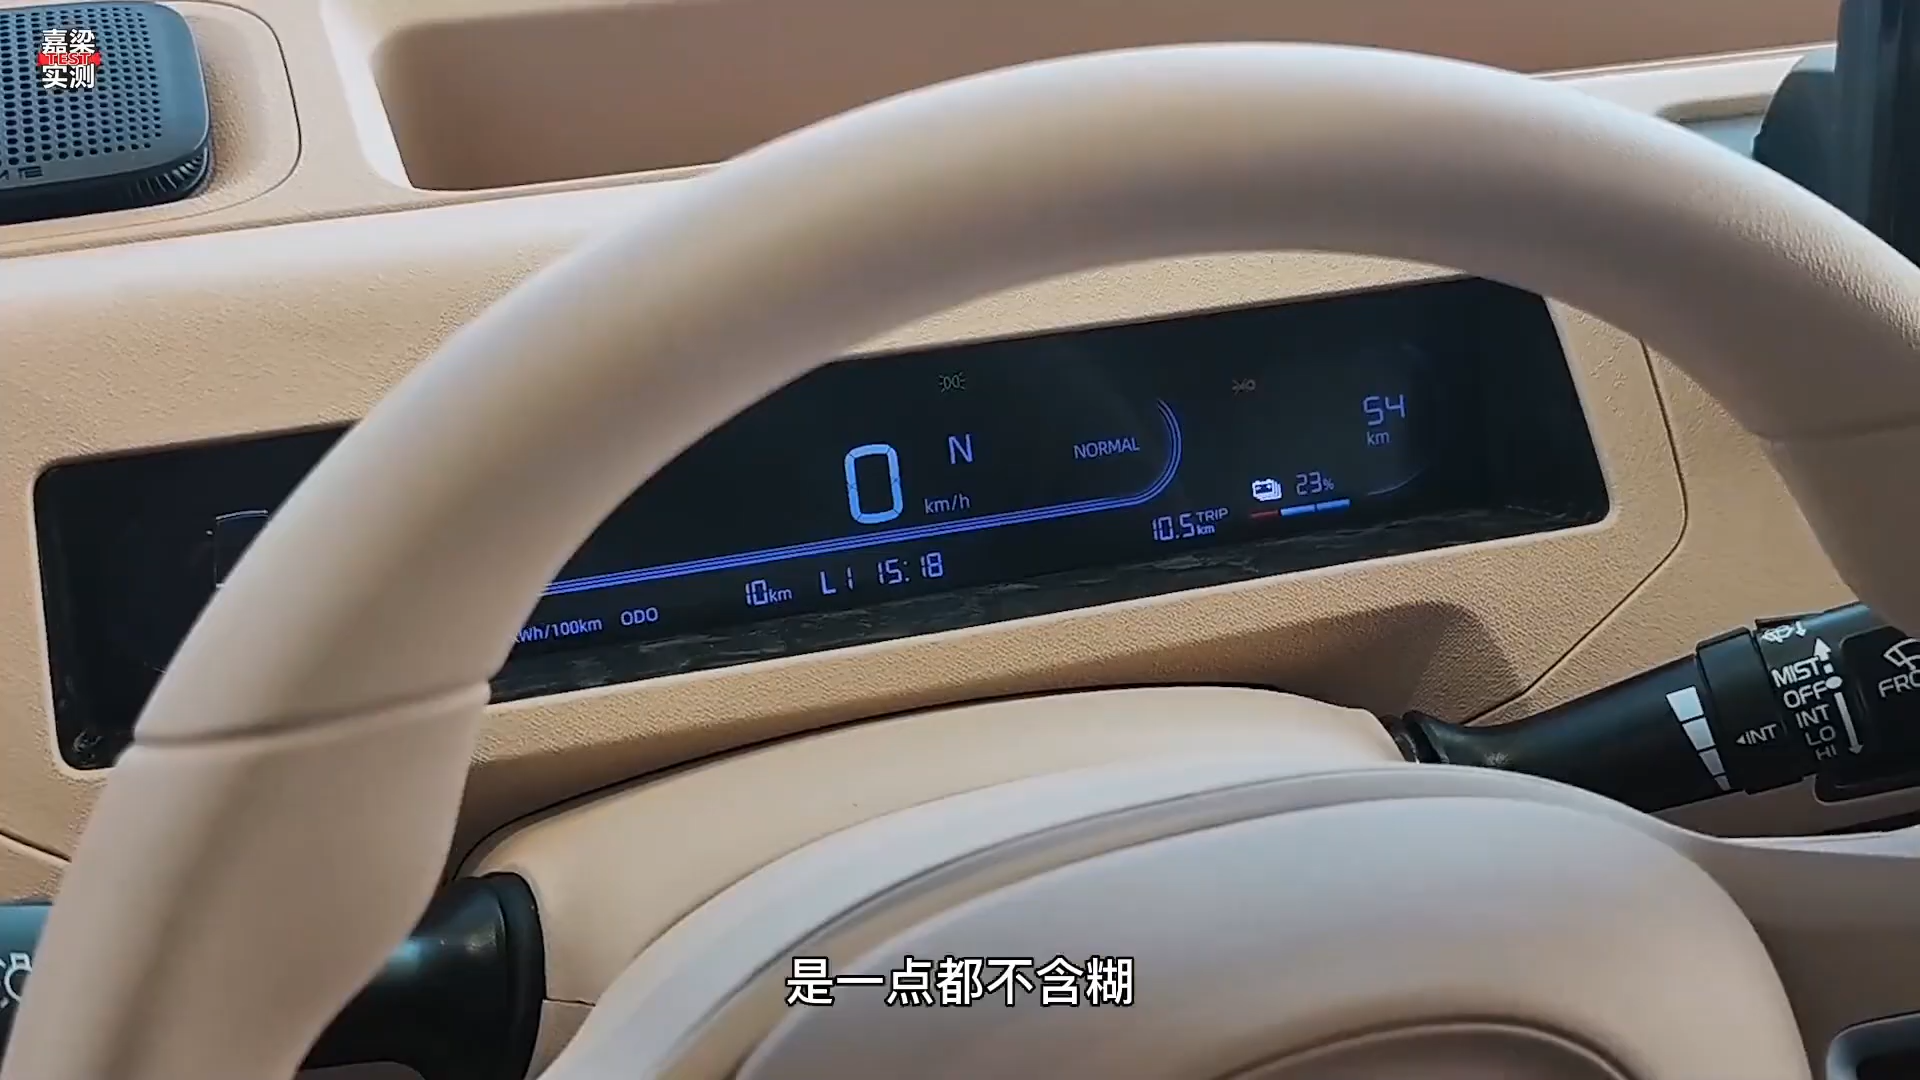 嘉梁
TEST
实测
N
NORMAL
54
km
0
km/h
23%
10.5 TRIP km
kWh/100km ODO 10km L1 15:18
MIST
OFF
INT
LO
HI
INT
是一点都不含糊